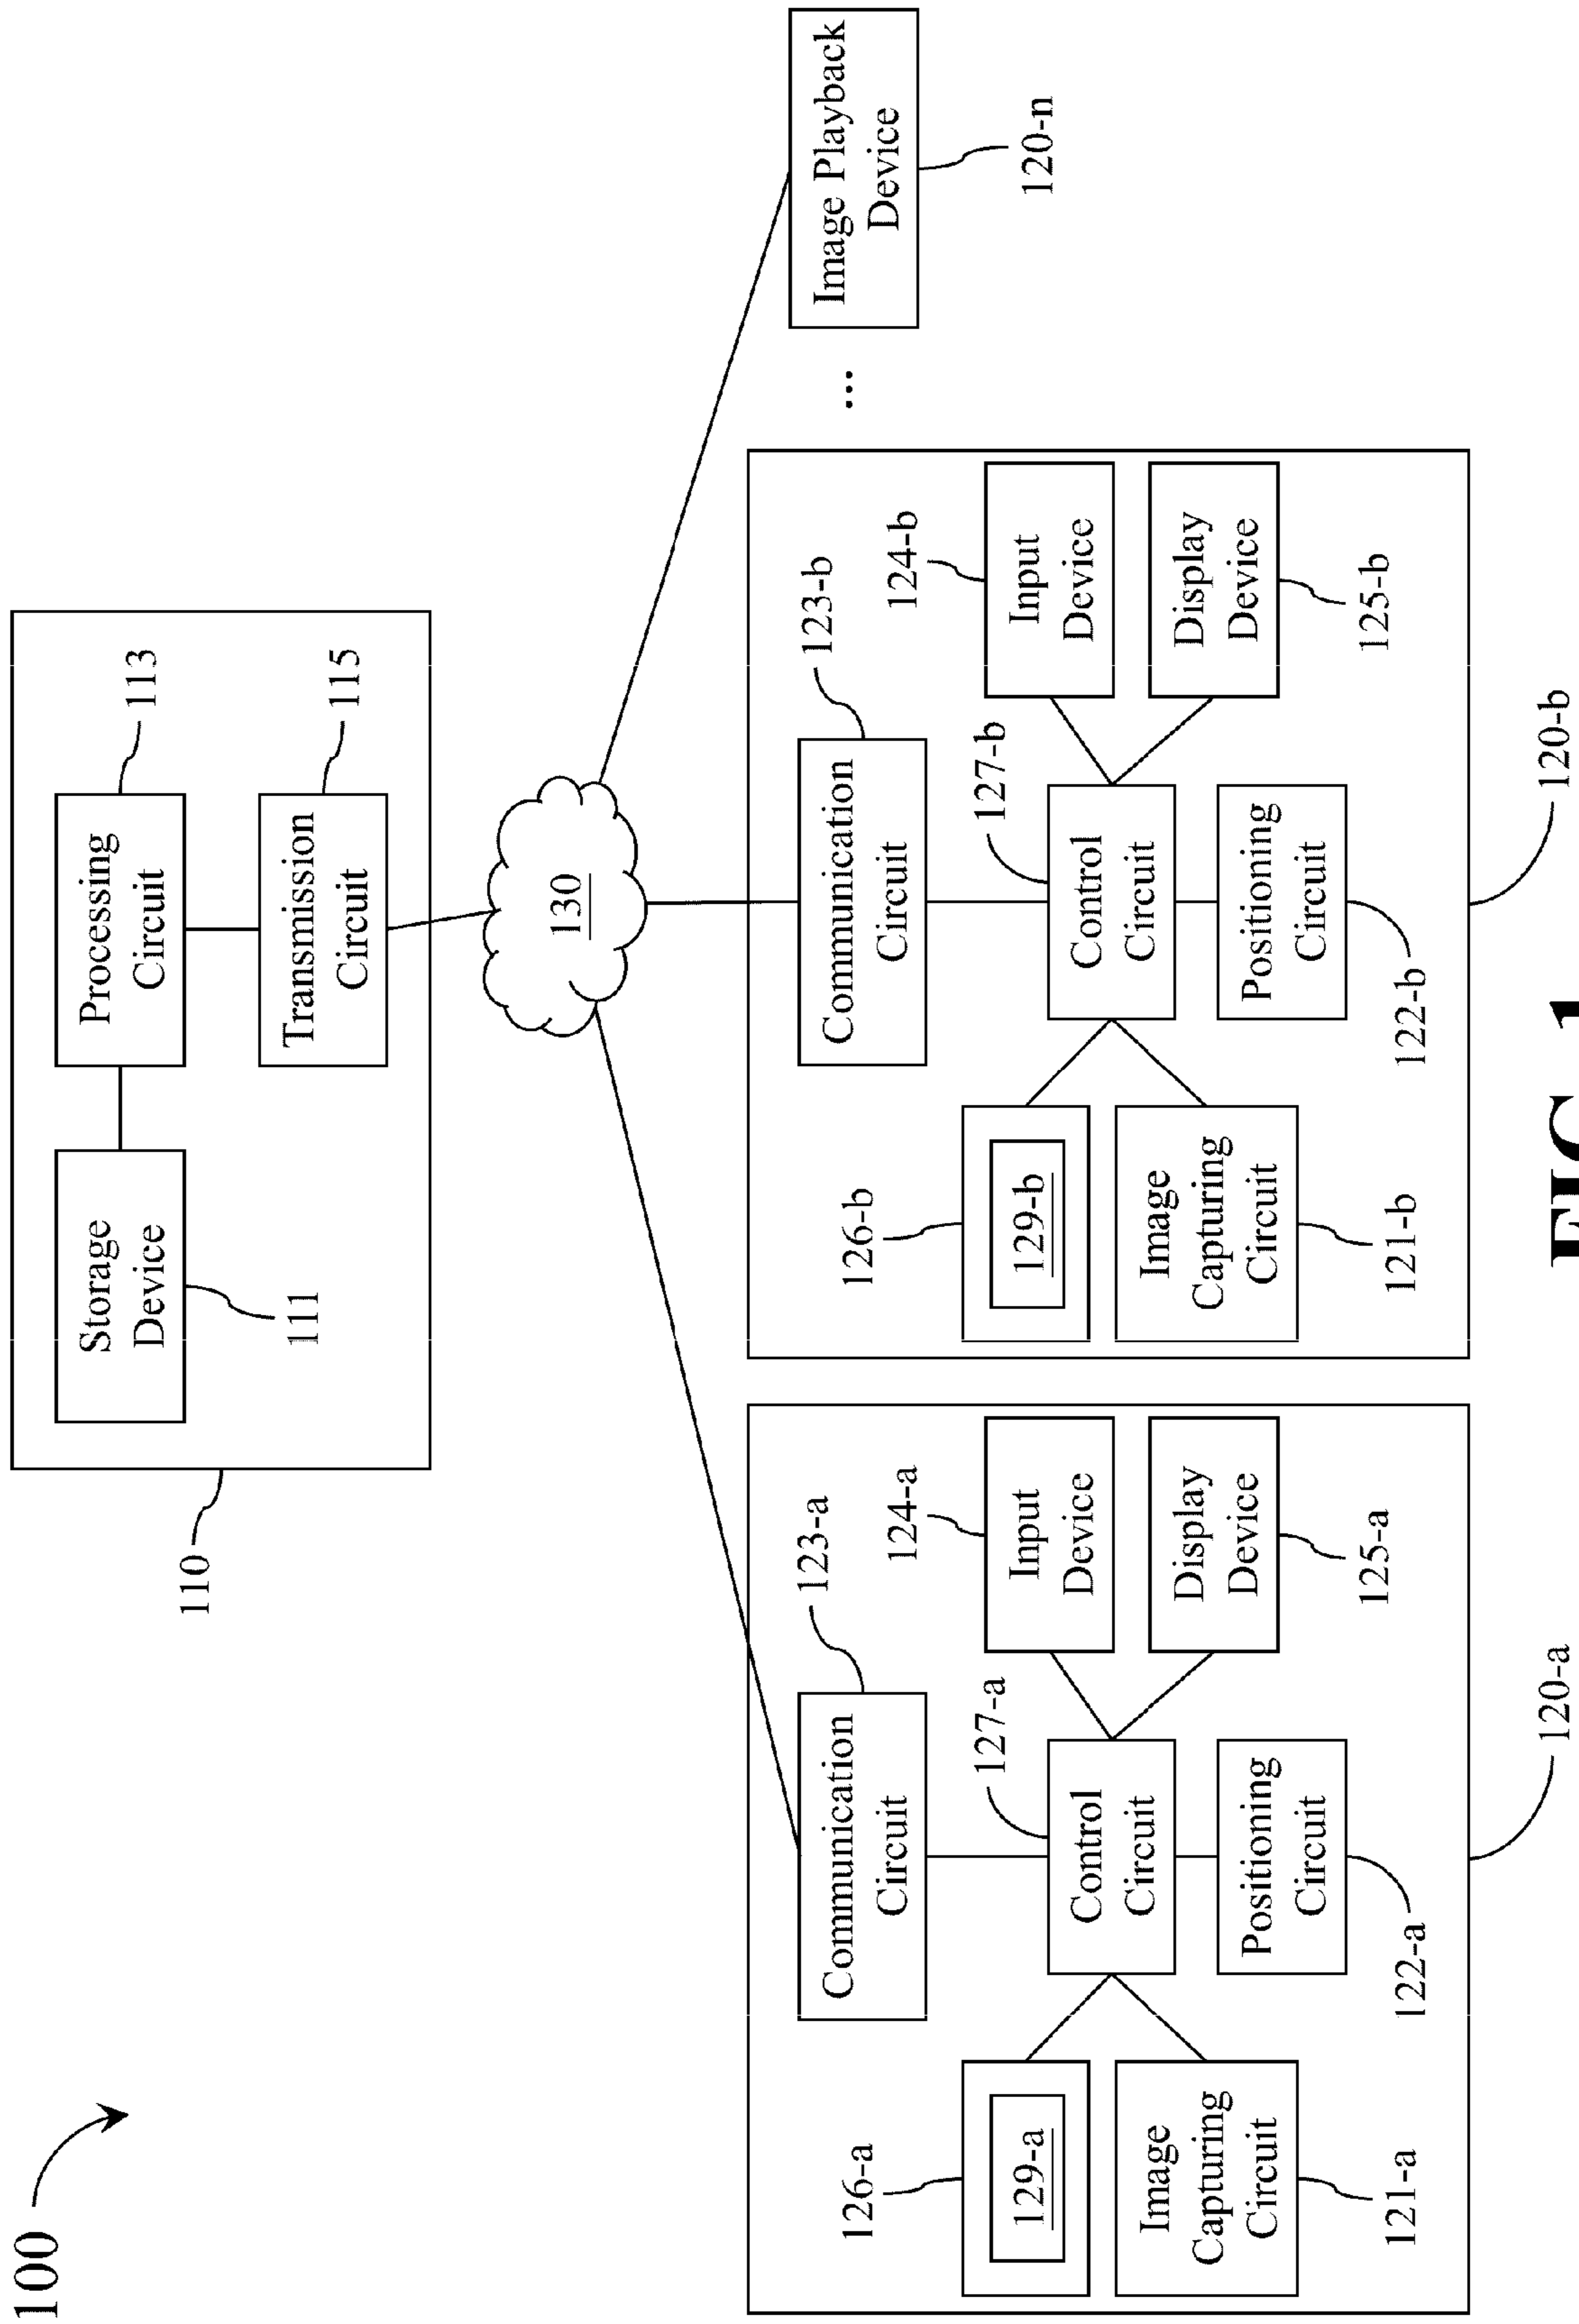 100
110
Storage
Device
111
Processing
Circuit
113
Transmission
Circuit
115
130
126-a
129-a
Image
Capturing
Circuit
121-a
Communication
Circuit
123-a
127-a
Control
Circuit
Positioning
Circuit
122-a
124-a
Input
Device
Display
Device
125-a
120-a
126-b
129-b
Image
Capturing
Circuit
121-b
Communication
Circuit
123-b
127-b
Control
Circuit
Positioning
Circuit
122-b
124-b
Input
Device
Display
Device
125-b
120-b
...
Image Playback
Device
120-n